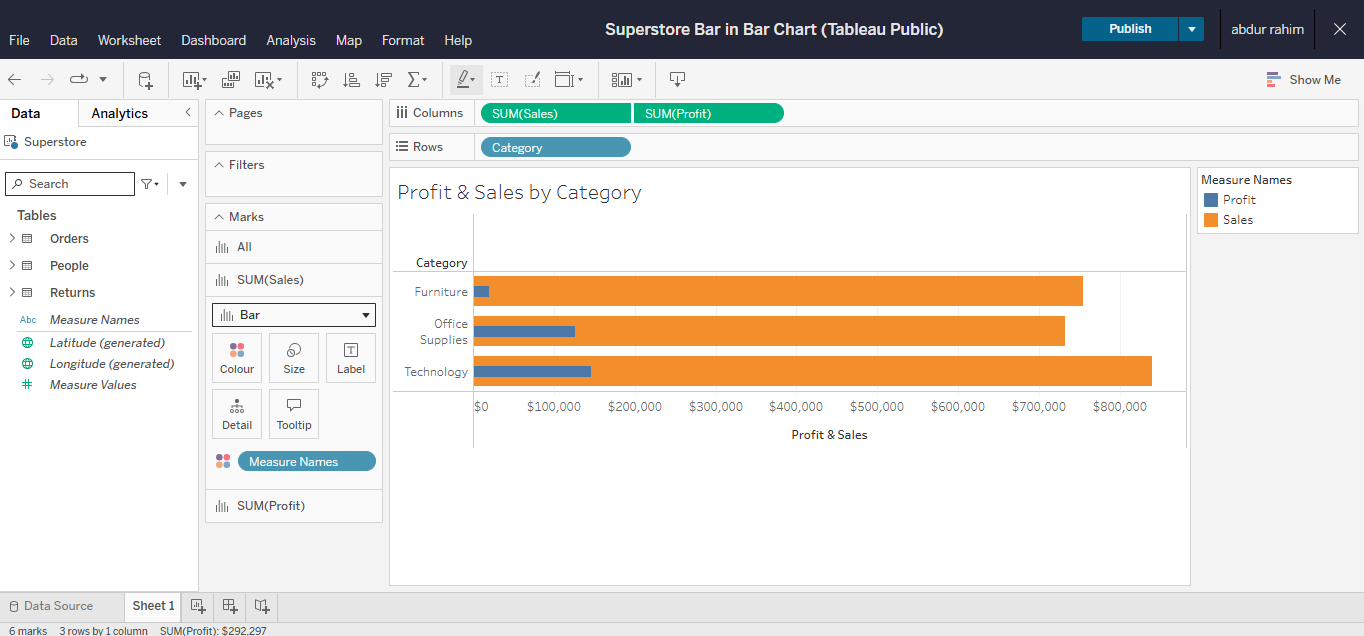 Superstore Bar in Bar Chart (Tableau Public)
File Data Worksheet Dashboard Analysis Map Format Help
Publish
abdur rahim
Show Me
Data
Analytics
Superstore
Search
Tables
Orders
People
Returns
Abc Measure Names
Latitude (generated)
Longitude (generated)
Measure Values
Pages
Filters
Marks
All
SUM(Sales)
Bar
Colour
Size
T
Label
Detail
Tooltip
Measure Names
SUM(Profit)
Columns
SUM(Sales)
SUM(Profit)
Rows
Category
Profit & Sales by Category
Category
Furniture
Office
Supplies
Technology
$0 $100,000 $200,000 $300,000 $400,000 $500,000 $600,000 $700,000 $800,000
Profit & Sales
Measure Names
Profit
Sales
Data Source
Sheet 1
6 marks 3 rows by 1 column SUM(Profit): $292,297